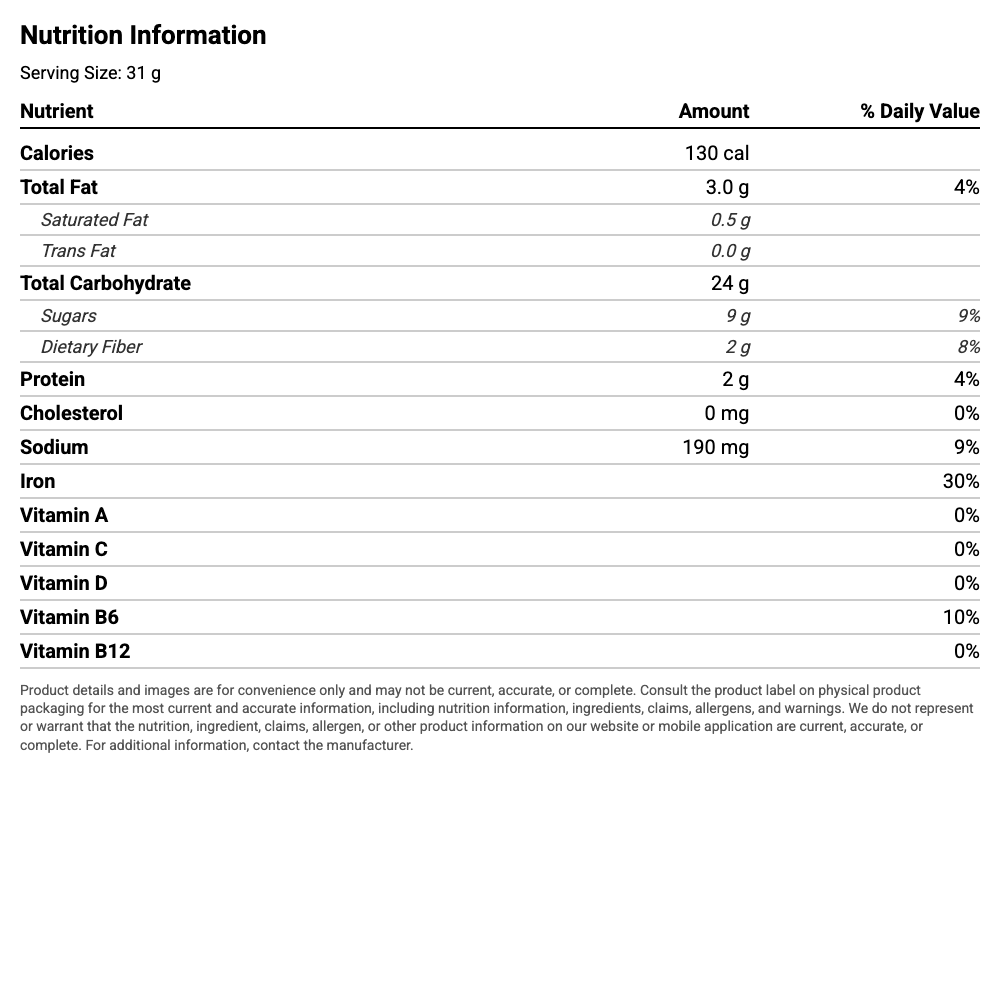 Nutrition Information
Serving Size: 31 g
Nutrient Amount % Daily Value
Calories 130 cal
Total Fat 3.0 g 4%
Saturated Fat 0.5 g
Trans Fat 0.0 g
Total Carbohydrate 24 g
Sugars 9 g 9%
Dietary Fiber 2 g 8%
Protein 2 g 4%
Cholesterol 0 mg 0%
Sodium 190 mg 9%
Iron 30%
Vitamin A 0%
Vitamin C 0%
Vitamin D 0%
Vitamin B6 10%
Vitamin B12 0%
Product details and images are for convenience only and may not be current, accurate, or complete. Consult the product label on physical product
packaging for the most current and accurate information, including nutrition information, ingredients, claims, allergens, and warnings. We do not represent
or warrant that the nutrition, ingredient, claims, allergen, or other product information on our website or mobile application are current, accurate, or
complete. For additional information, contact the manufacturer.